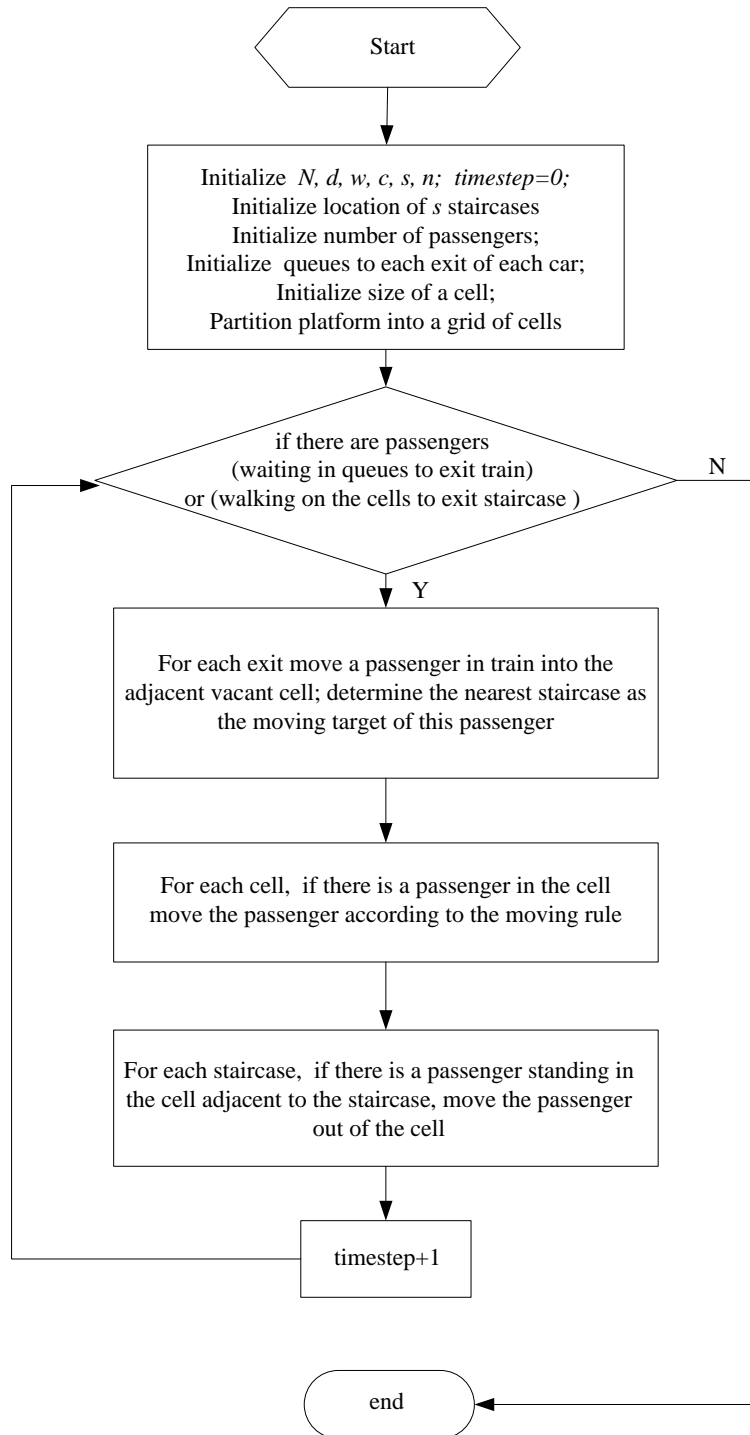 Start
Initialize N, d, w, c, s, n; timestep=0;
Initialize location of s staircases
Initialize number of passengers;
Initialize queues to each exit of each car;
Initialize size of a cell;
Partition platform into a grid of cells
if there are passengers
(waiting in queues to exit train)
or (walking on the cells to exit staircase )
N
Y
For each exit move a passenger in train into the
adjacent vacant cell; determine the nearest staircase as
the moving target of this passenger
For each cell, if there is a passenger in the cell
move the passenger according to the moving rule
For each staircase, if there is a passenger standing in
the cell adjacent to the staircase, move the passenger
out of the cell
timestep+1
end